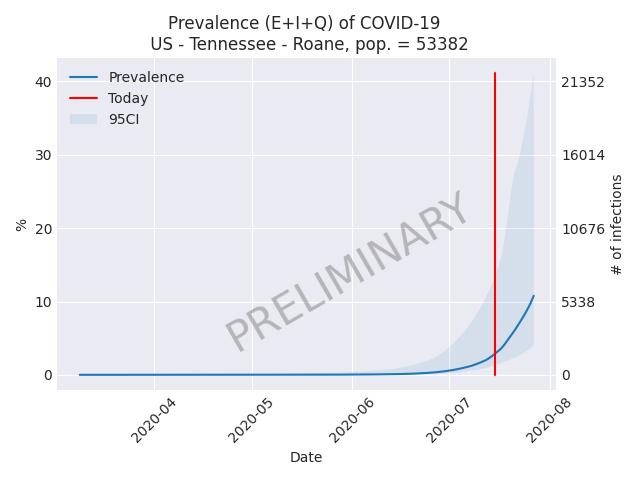 Prevalence (E+I+Q) of COVID-19
US - Tennessee - Roane, pop. = 53382
Prevalence
Today
95CI
40
30
20
10
0
%
21352
16014
10676
5338
0
# of infections
PRELIMINARY
2020-04
2020-05
2020-06
2020-07
2020-08
Date